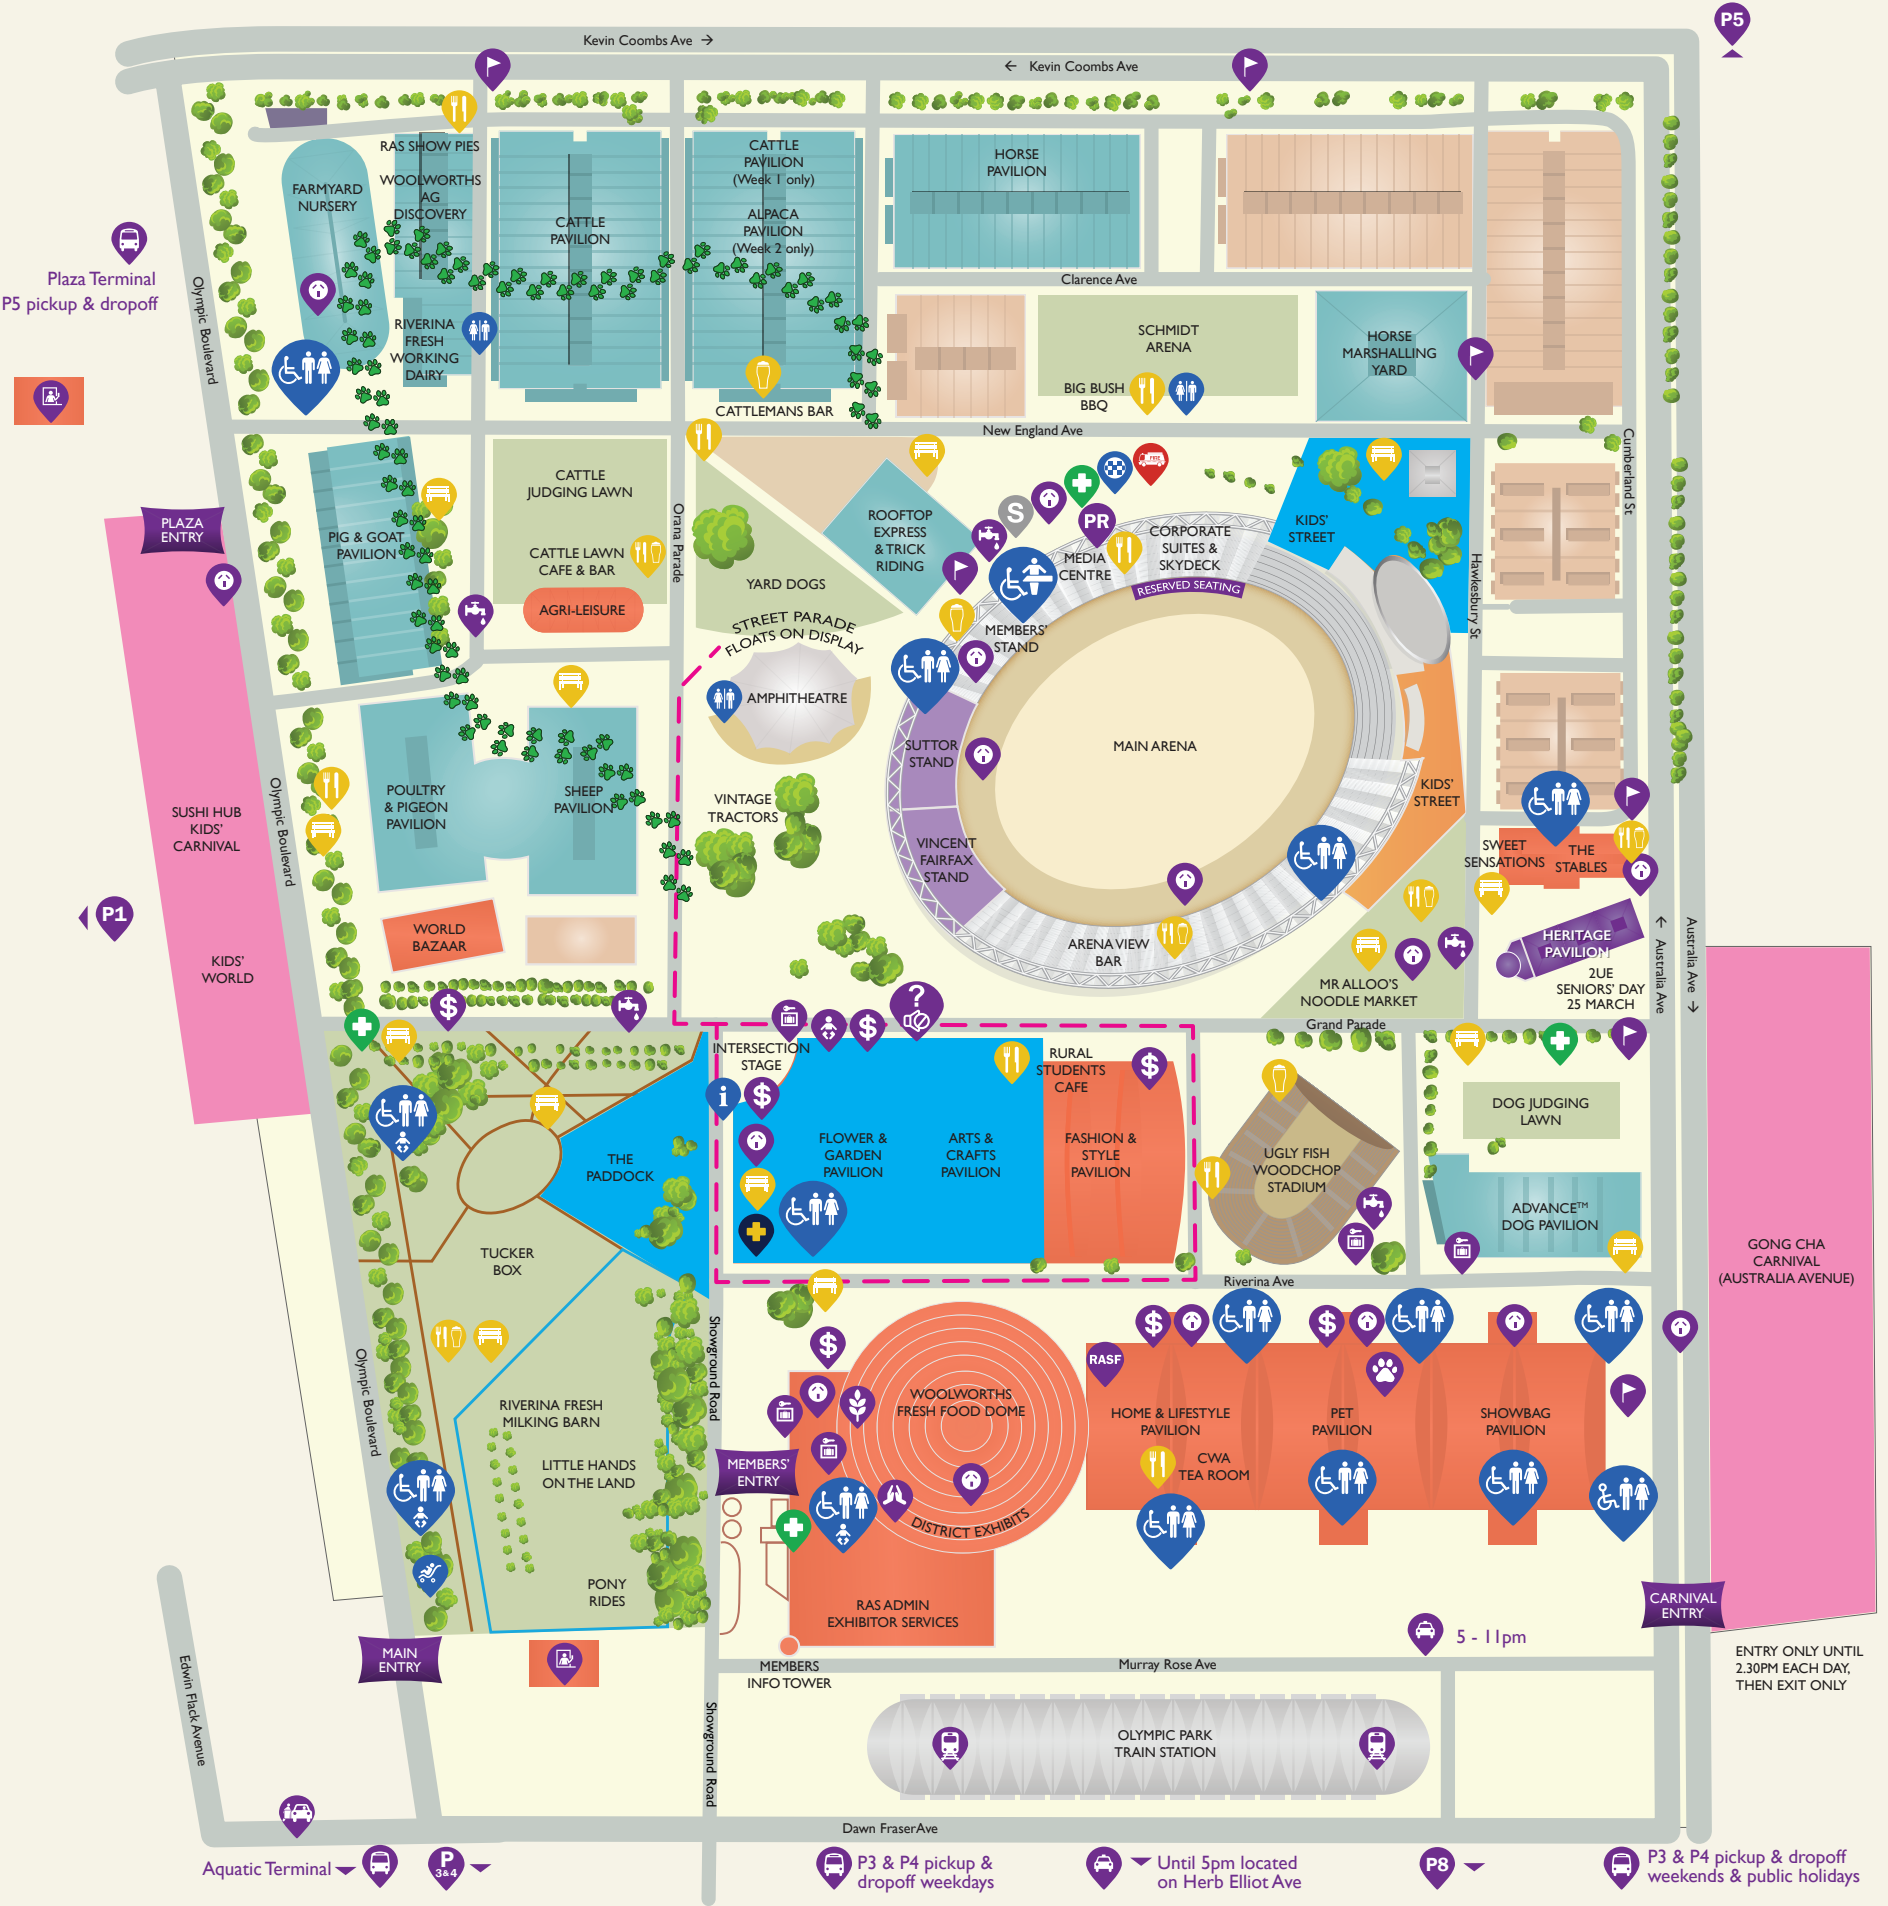 Kevin Coombs Ave →
← Kevin Coombs Ave
P5
RAS SHOW PIES
FARMYARD
NURSERY
WOOLWORTHS
AG
DISCOVERY
CATTLE
PAVILION
CATTLE
PAVILION
(Week 1 only)
ALPACA
PAVILION
(Week 2 only)
HORSE
PAVILION
Plaza Terminal
P5 pickup & dropoff
Olympic Boulevard
Clarence Ave
RIVERINA
FRESH
WORKING
DAIRY
SCHMIDT
ARENA
HORSE
MARSHALLING
YARD
BIG BUSH
BBQ
CATTLEMANS BAR
New England Ave
Cumberland St
PLAZA
ENTRY
PIG & GOAT
PAVILION
CATTLE
JUDGING LAWN
CATTLE LAWN
CAFE & BAR
AGRI-LEISURE
Orana Parade
YARD DOGS
ROOFTOP
EXPRESS
& TRICK
RIDING
S
PR
MEDIA
CENTRE
CORPORATE
SUITES &
SKYDECK
RESERVED SEATING
KIDS'
STREET
Hawkesbury St
STREET PARADE
FLOATS ON DISPLAY
AMPHITHEATRE
MEMBERS'
STAND
SUTTOR
STAND
MAIN ARENA
VINCENT
FAIRFAX
STAND
KIDS'
STREET
SUSHI HUB
KIDS'
CARNIVAL
Olympic Boulevard
POULTRY
& PIGEON
PAVILION
SHEEP
PAVILION
VINTAGE
TRACTORS
SWEET
SENSATIONS
THE
STABLES
P1
WORLD
BAZAAR
KIDS'
WORLD
ARENA VIEW
BAR
HERITAGE
PAVILION
2UE
SENIORS' DAY
25 MARCH
← Australia Ave
Australia Ave →
MR ALLOO'S
NOODLE MARKET
$
?
$
Grand Parade
INTERSECTION
STAGE
RURAL
STUDENTS
CAFE
$
i
$
THE
PADDOCK
FLOWER &
GARDEN
PAVILION
ARTS &
CRAFTS
PAVILION
FASHION &
STYLE
PAVILION
UGLY FISH
WOODCHOP
STADIUM
DOG JUDGING
LAWN
ADVANCE™
DOG PAVILION
TUCKER
BOX
Riverina Ave
GONG CHA
CARNIVAL
(AUSTRALIA AVENUE)
Olympic Boulevard
Showground Road
$
$
$
RASF
RIVERINA FRESH
MILKING BARN
WOOLWORTHS
FRESH FOOD DOME
HOME & LIFESTYLE
PAVILION
PET
PAVILION
SHOWBAG
PAVILION
LITTLE HANDS
ON THE LAND
MEMBERS'
ENTRY
CWA
TEA ROOM
DISTRICT EXHIBITS
PONY
RIDES
RAS ADMIN
EXHIBITOR SERVICES
CARNIVAL
ENTRY
MAIN
ENTRY
5 - 11pm
ENTRY ONLY UNTIL
2.30PM EACH DAY,
THEN EXIT ONLY
MEMBERS
INFO TOWER
Murray Rose Ave
Edwin Flack Avenue
Showground Road
OLYMPIC PARK
TRAIN STATION
Dawn FraserAve
Aquatic Terminal
P
3&4
P3 & P4 pickup &
dropoff weekdays
Until 5pm located
on Herb Elliot Ave
P8
P3 & P4 pickup & dropoff
weekends & public holidays